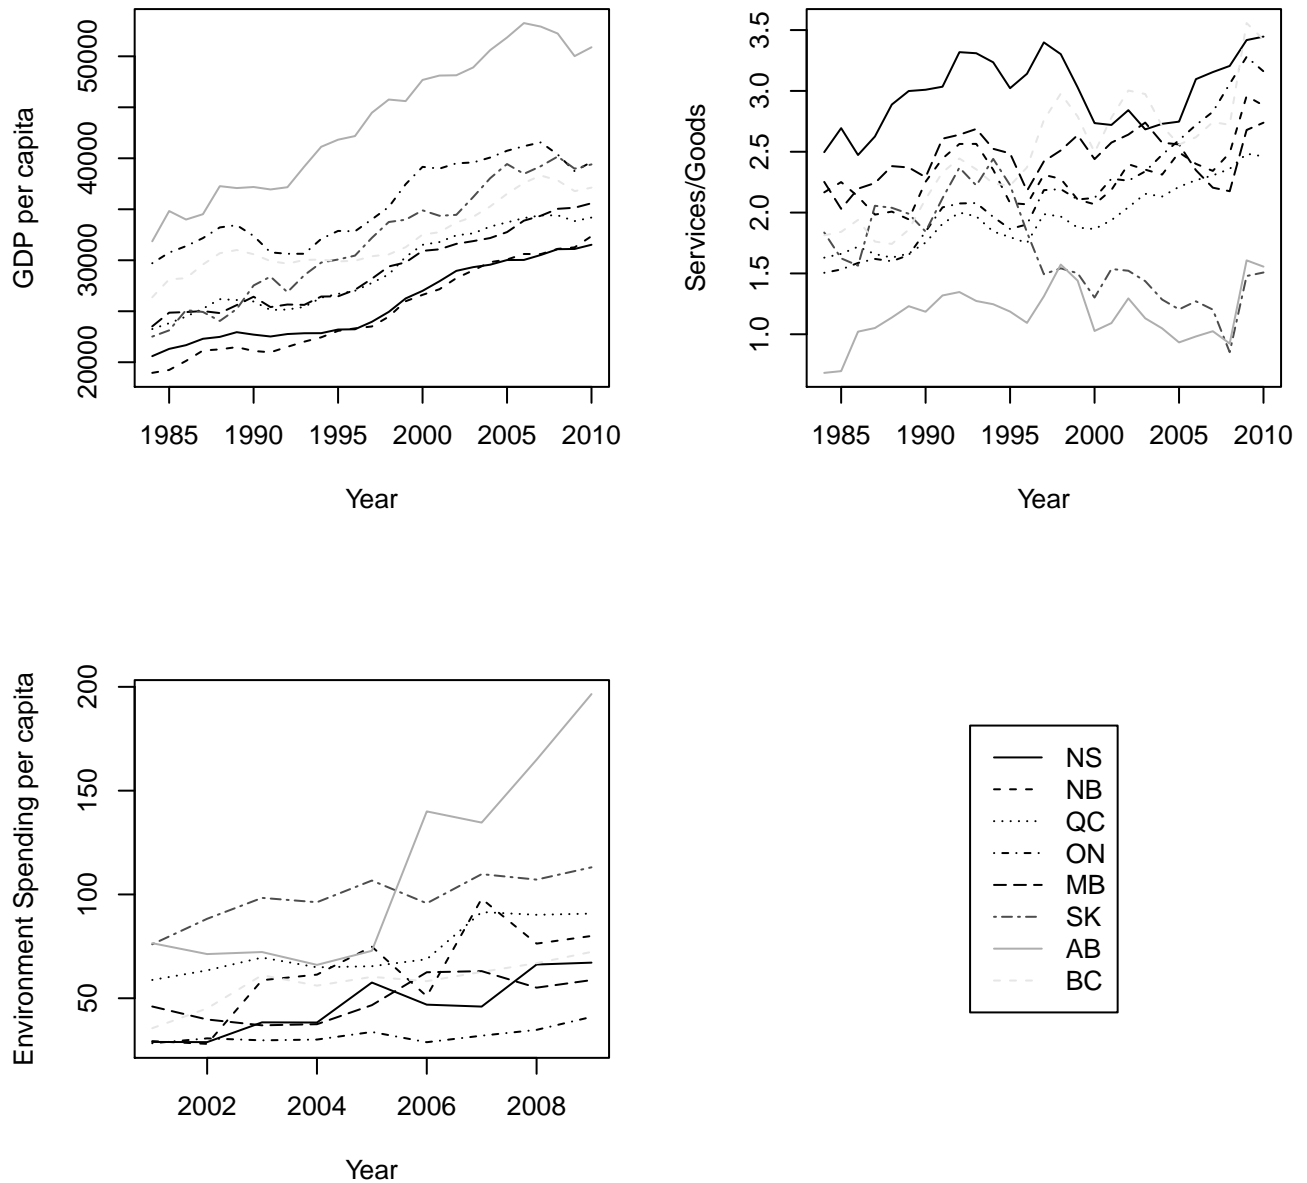 GDP per capita
20000 30000 40000 50000
1985 1990 1995 2000 2005 2010
Year
Services/Goods
1.0 1.5 2.0 2.5 3.0 3.5
1985 1990 1995 2000 2005 2010
Year
Environment Spending per capita
50 100 150 200
2002 2004 2006 2008
Year
NS
NB
QC
ON
MB
SK
AB
BC